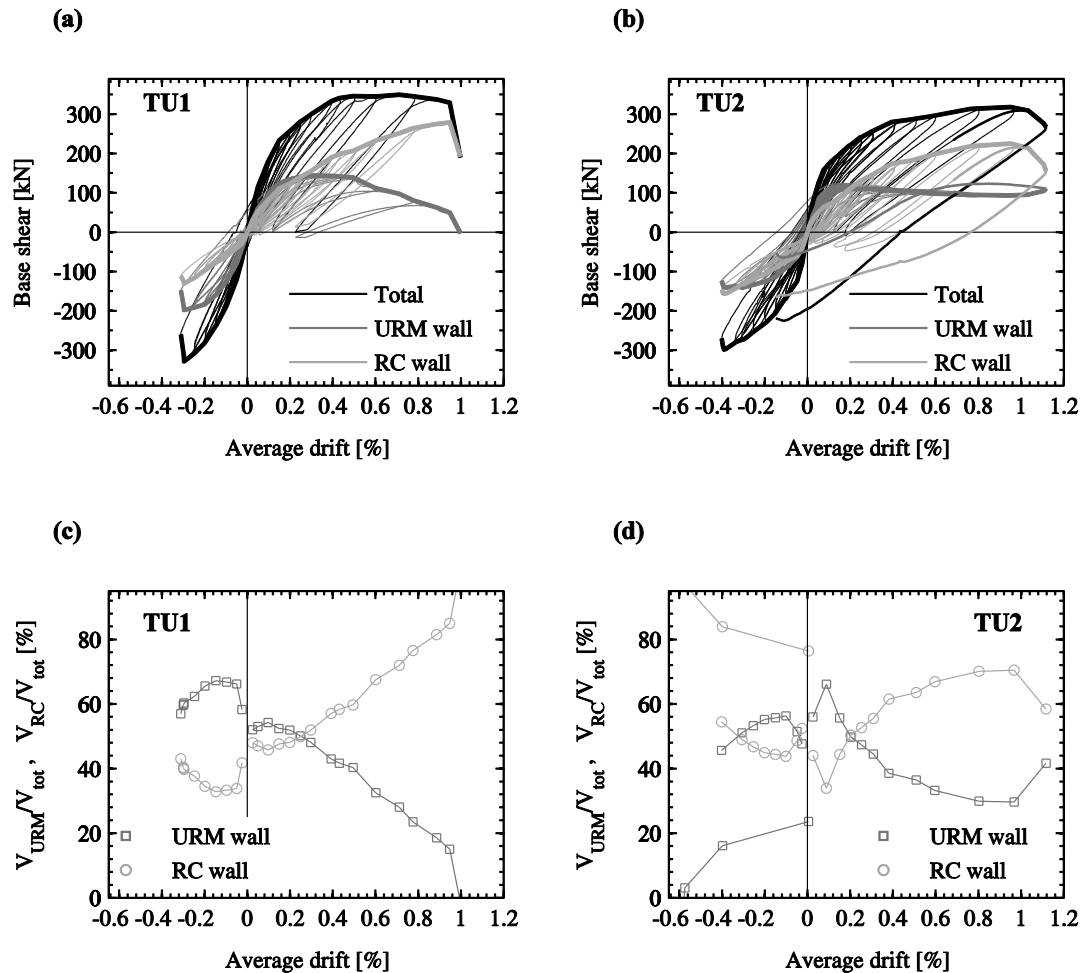 (a)
TU1
Base shear [kN]
300
200
100
0
-100
-200
-300
Total
URM wall
RC wall
-0.6 -0.4 -0.2 0 0.2 0.4 0.6 0.8 1 1.2
Average drift [%]
(b)
TU2
Base shear [kN]
300
200
100
0
-100
-200
-300
Total
URM wall
RC wall
-0.6 -0.4 -0.2 0 0.2 0.4 0.6 0.8 1 1.2
Average drift [%]
(c)
TU1
V_URM/V_tot, V_RC/V_tot [%]
80
60
40
20
0
URM wall
RC wall
-0.6 -0.4 -0.2 0 0.2 0.4 0.6 0.8 1 1.2
Average drift [%]
(d)
TU2
V_URM/V_tot, V_RC/V_tot [%]
80
60
40
20
0
URM wall
RC wall
-0.6 -0.4 -0.2 0 0.2 0.4 0.6 0.8 1 1.2
Average drift [%]